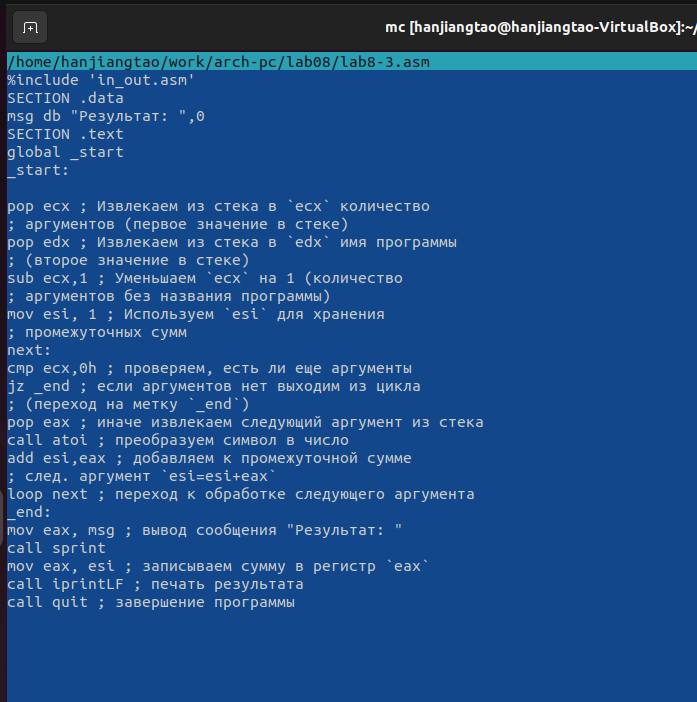 mc [hanjiangtao@hanjiangtao-VirtualBox]:~/
/home/hanjiangtao/work/arch-pc/lab08/lab8-3.asm
%include 'in_out.asm'
SECTION .data
msg db "Результат: ",0
SECTION .text
global _start
_start:
pop ecx ; Извлекаем из стека в `ecx` количество
; аргументов (первое значение в стеке)
pop edx ; Извлекаем из стека в `edx` имя программы
; (второе значение в стеке)
sub ecx,1 ; Уменьшаем `ecx` на 1 (количество
; аргументов без названия программы)
mov esi, 1 ; Используем `esi` для хранения
; промежуточных сумм
next:
cmp ecx,0h ; проверяем, есть ли еще аргументы
jz _end ; если аргументов нет выходим из цикла
; (переход на метку `_end`)
pop eax ; иначе извлекаем следующий аргумент из стека
call atoi ; преобразуем символ в число
add esi,eax ; добавляем к промежуточной сумме
; след. аргумент `esi=esi+eax`
loop next ; переход к обработке следующего аргумента
_end:
mov eax, msg ; вывод сообщения "Результат: "
call sprint
mov eax, esi ; записываем сумму в регистр `eax`
call iprintLF ; печать результата
call quit ; завершение программы